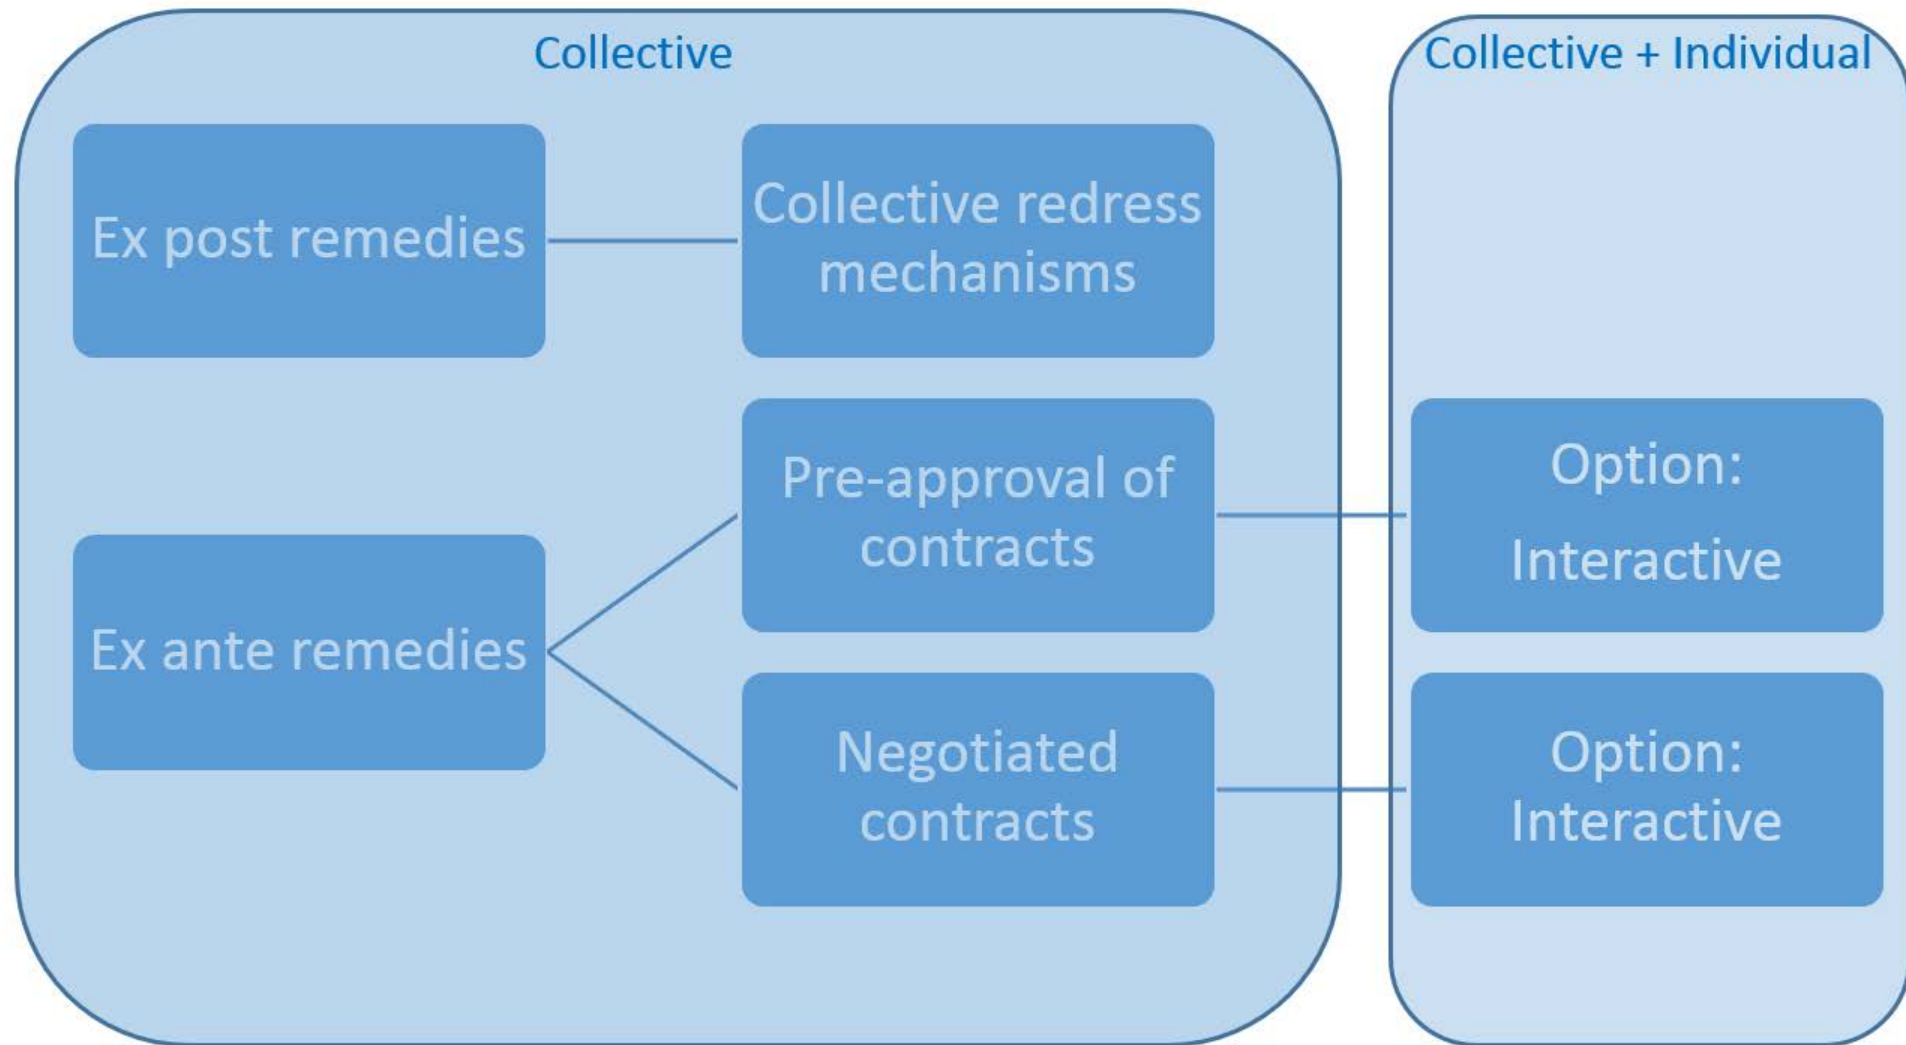 Collective
Collective + Individual
Ex post remedies
Collective redress
mechanisms
Ex ante remedies
Pre-approval of
contracts
Option:
Interactive
Negotiated
contracts
Option:
Interactive